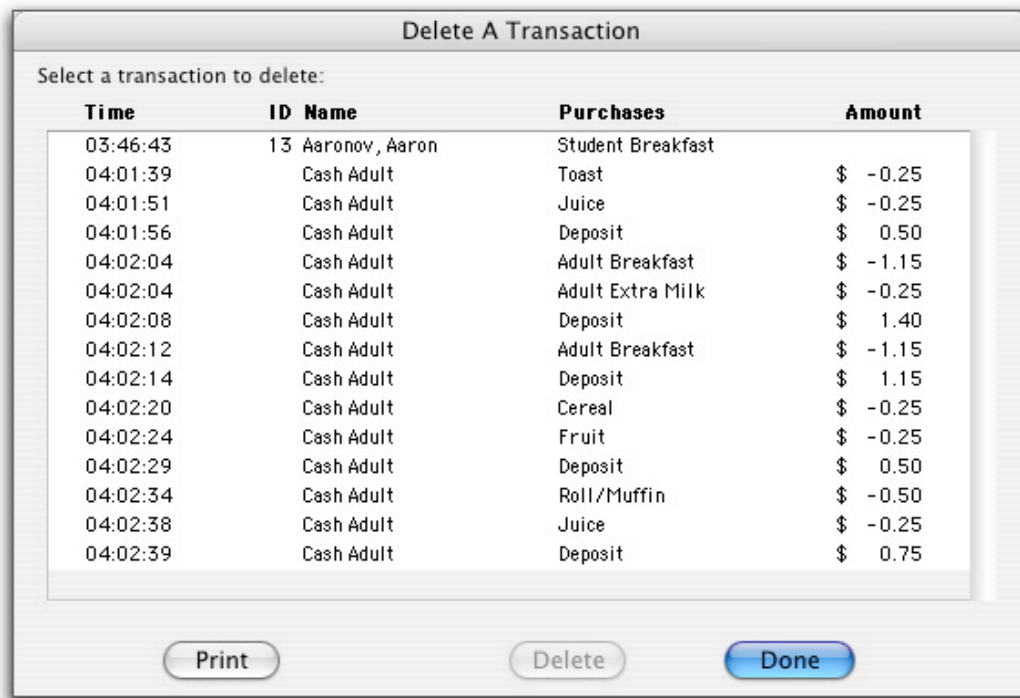 Delete A Transaction
Select a transaction to delete:
Time ID Name Purchases Amount
03:46:43 13 Aaronov, Aaron Student Breakfast
04:01:39 Cash Adult Toast $ -0.25
04:01:51 Cash Adult Juice $ -0.25
04:01:56 Cash Adult Deposit $ 0.50
04:02:04 Cash Adult Adult Breakfast $ -1.15
04:02:04 Cash Adult Adult Extra Milk $ -0.25
04:02:08 Cash Adult Deposit $ 1.40
04:02:12 Cash Adult Adult Breakfast $ -1.15
04:02:14 Cash Adult Deposit $ 1.15
04:02:20 Cash Adult Cereal $ -0.25
04:02:24 Cash Adult Fruit $ -0.25
04:02:29 Cash Adult Deposit $ 0.50
04:02:34 Cash Adult Roll/Muffin $ -0.50
04:02:38 Cash Adult Juice $ -0.25
04:02:39 Cash Adult Deposit $ 0.75
Print Delete Done